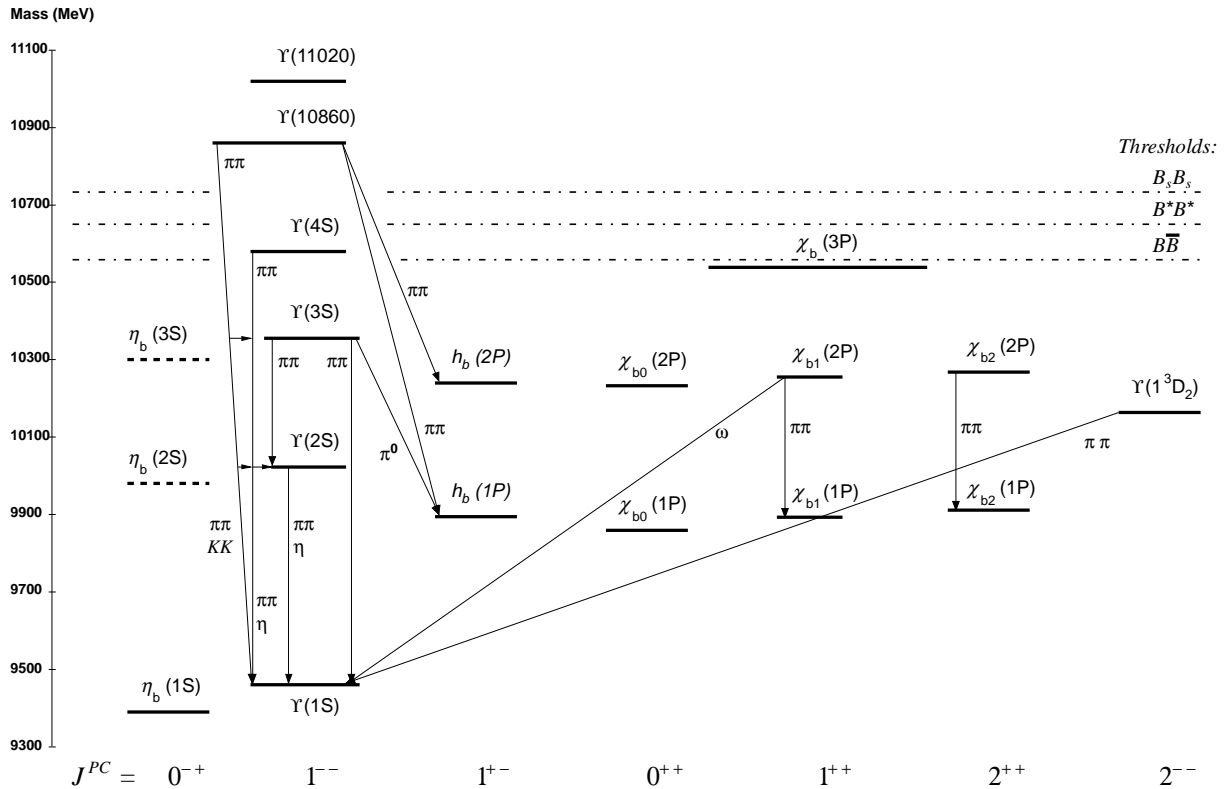 Mass (MeV)
11100
ϒ(11020)
10900
ϒ(10860)
ππ
Thresholds:
BₛBₛ
10700
B*B*
ϒ(4S)
χb (3P)
BB̅
ππ
10500
ππ
ϒ(3S)
ηb (3S)
10300
ππ
ππ
hb (2P)
χb0 (2P)
χb1 (2P)
χb2 (2P)
ϒ(1³D₂)
10100
ϒ(2S)
π⁰
ππ
ω
ππ
ππ
π π
ηb (2S)
hb (1P)
χb0 (1P)
χb1 (1P)
χb2 (1P)
9900
ππ
KK
ππ
η
9700
ππ
η
9500
ηb (1S)
ϒ(1S)
9300
Jᴾᶜ = 0⁻⁺ 1⁻⁻ 1⁺⁻ 0⁺⁺ 1⁺⁺ 2⁺⁺ 2⁻⁻